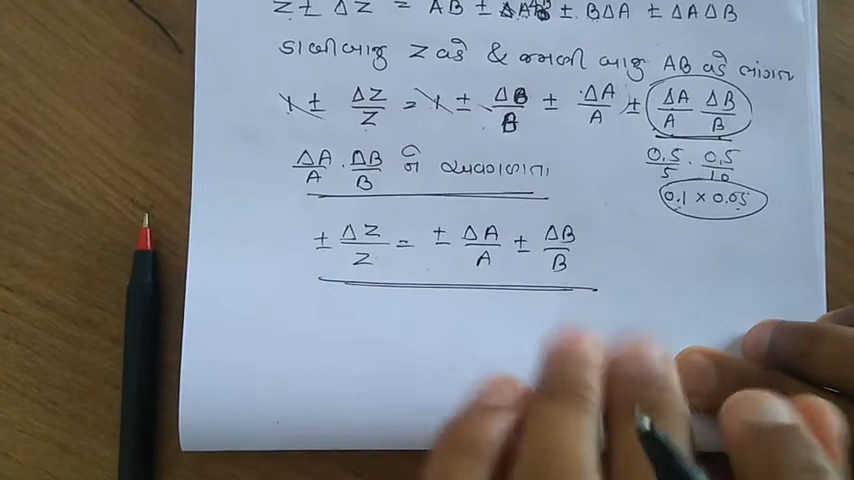 Z ± ΔZ = AB ± AΔB ± BΔA ± ΔAΔB
ડાબીબાજુ Z વડે & જમણી બાજુ AB વડે ભાગતા
1 ± ΔZ/Z = 1 ± ΔB/B ± ΔA/A ± ΔA/A ΔB/B
ΔA/A · ΔB/B ને અવગણતા
0.5/5 · 0.5/10
0.1 × 0.05
± ΔZ/Z = ± ΔA/A ± ΔB/B